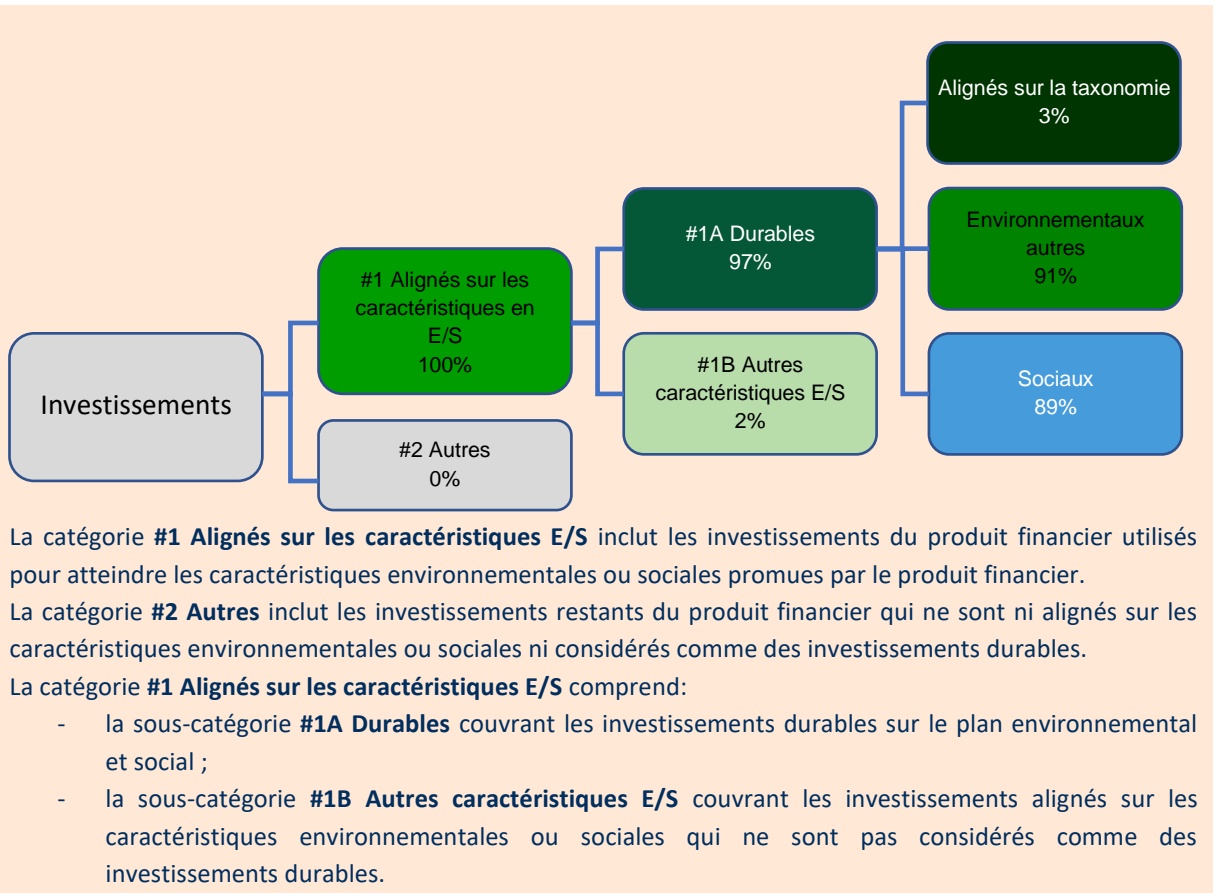 Alignés sur la taxonomie
3%
#1A Durables
97%
Environnementaux
autres
91%
#1 Alignés sur les
caractéristiques en
E/S
100%
#1B Autres
caractéristiques E/S
2%
Sociaux
89%
Investissements
#2 Autres
0%
La catégorie #1 Alignés sur les caractéristiques E/S inclut les investissements du produit financier utilisés
pour atteindre les caractéristiques environnementales ou sociales promues par le produit financier.
La catégorie #2 Autres inclut les investissements restants du produit financier qui ne sont ni alignés sur les
caractéristiques environnementales ou sociales ni considérés comme des investissements durables.
La catégorie #1 Alignés sur les caractéristiques E/S comprend:
- la sous-catégorie #1A Durables couvrant les investissements durables sur le plan environnemental
et social ;
- la sous-catégorie #1B Autres caractéristiques E/S couvrant les investissements alignés sur les
caractéristiques environnementales ou sociales qui ne sont pas considérés comme des
investissements durables.